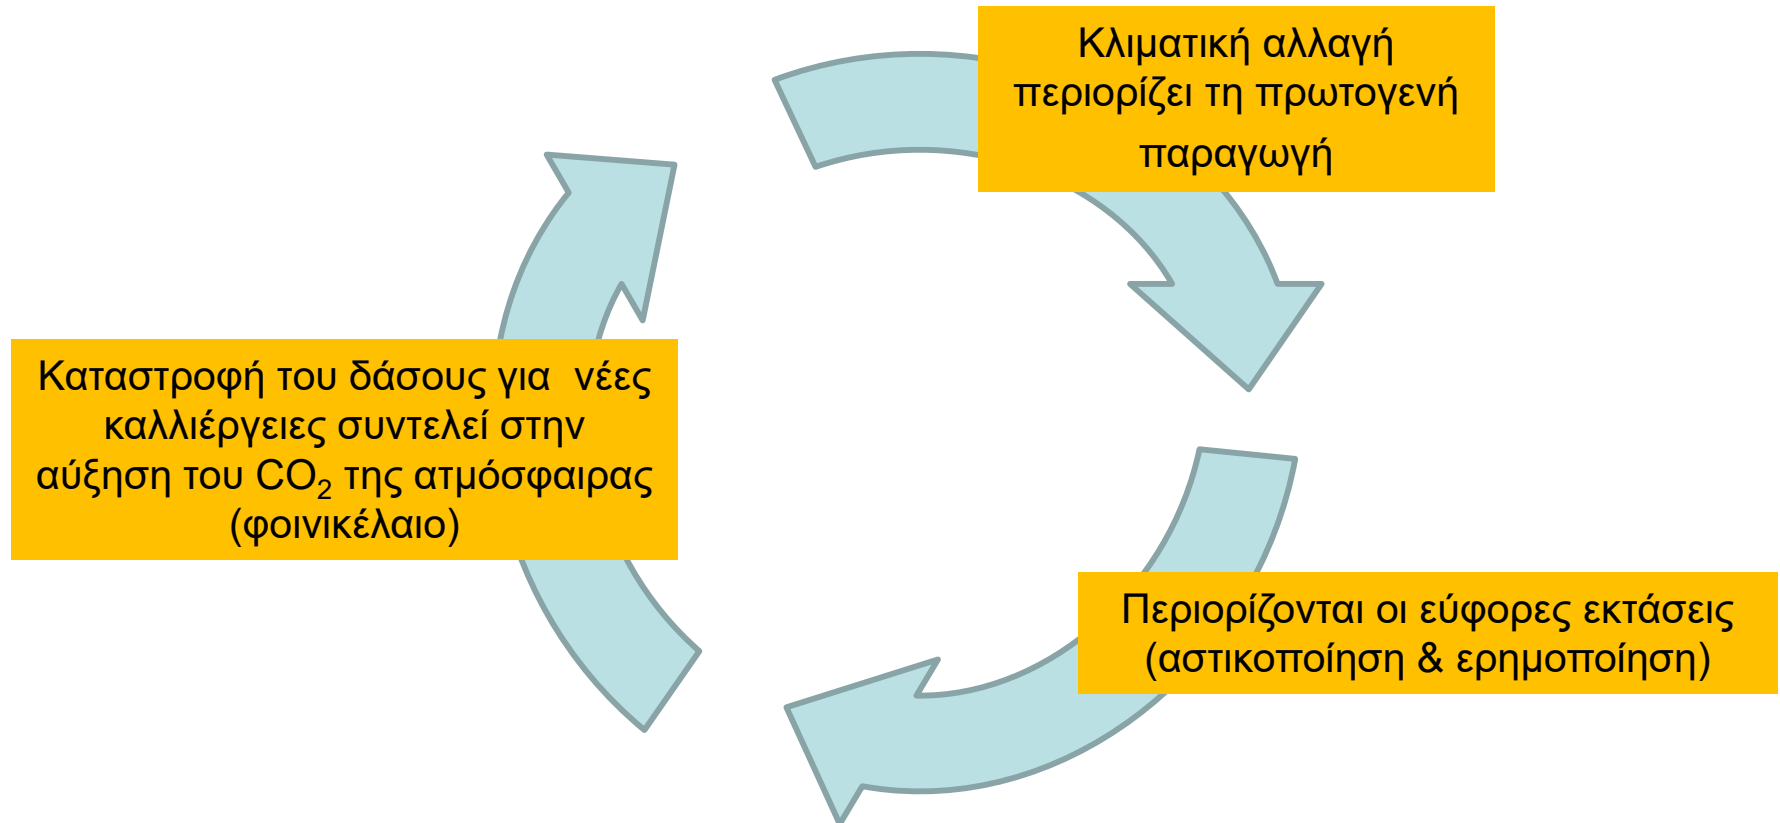 Κλιματική αλλαγή
περιορίζει τη πρωτογενή
παραγωγή
Καταστροφή του δάσους για  νέες
καλλιέργειες συντελεί στην
αύξηση του CO₂ της ατμόσφαιρας
(φοινικέλαιο)
Περιορίζονται οι εύφορες εκτάσεις
(αστικοποίηση & ερημοποίηση)